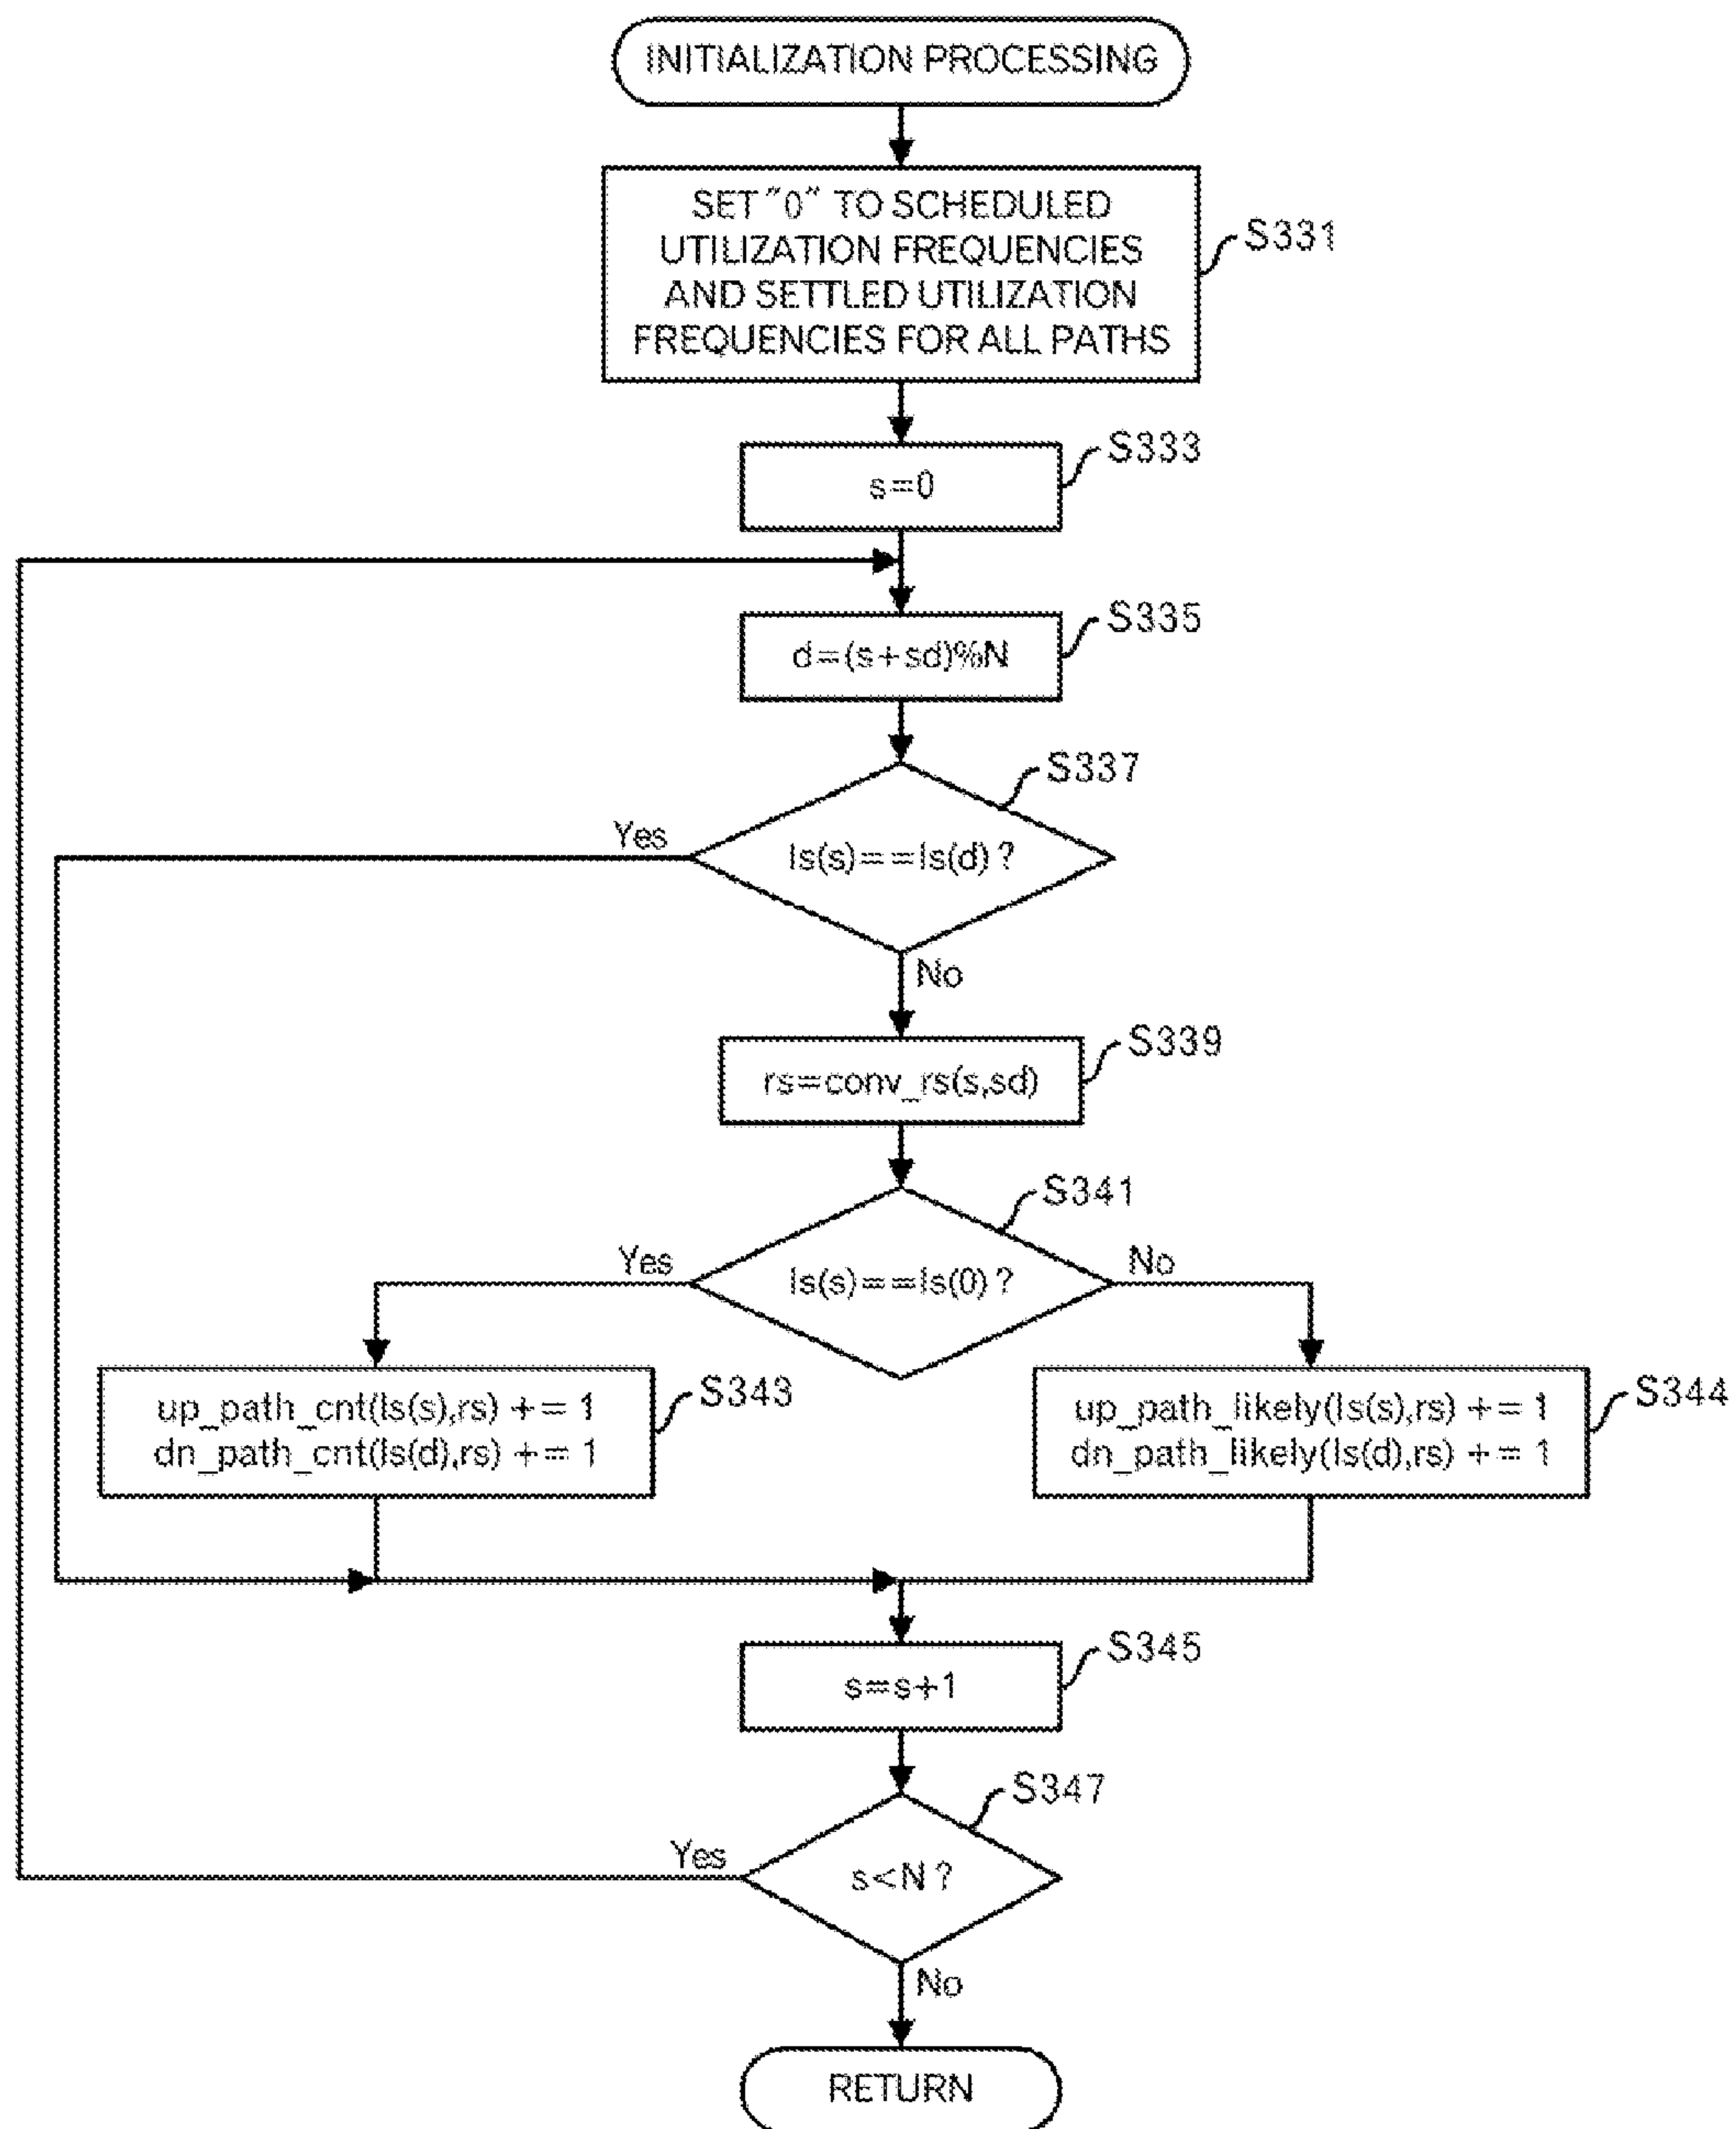 INITIALIZATION PROCESSING
SET "0" TO SCHEDULED
UTILIZATION FREQUENCIES
AND SETTLED UTILIZATION
FREQUENCIES FOR ALL PATHS
S331
S333
s=0
S335
d=(s+sd)%N
S337
Yes
ls(s)==ls(d)?
No
S339
rs=conv_rs(s,sd)
S341
Yes
ls(s)==ls(0)?
No
up_path_cnt(ls(s),rs) += 1
dn_path_cnt(ls(d),rs) += 1
S343
up_path_likely(ls(s),rs) += 1
dn_path_likely(ls(d),rs) += 1
S344
S345
s=s+1
S347
Yes
s<N?
No
RETURN